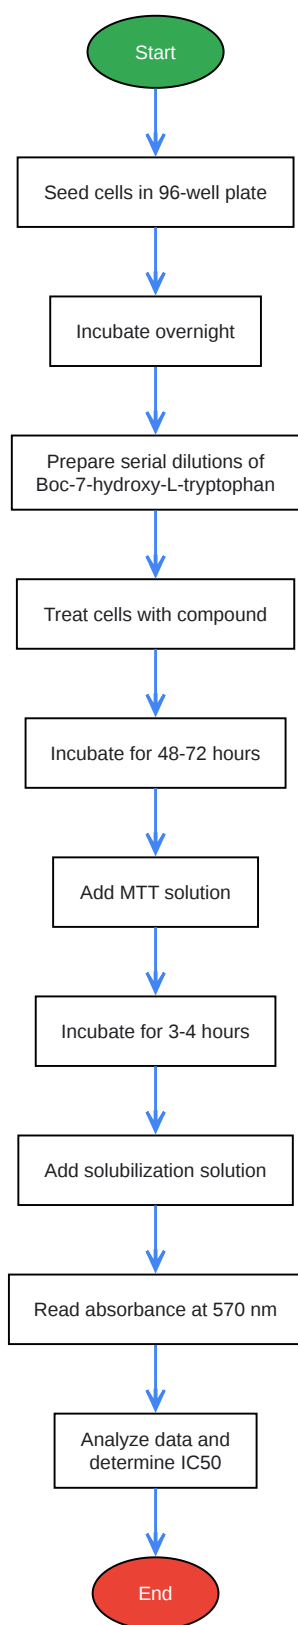 Start
Seed cells in 96-well plate
Incubate overnight
Prepare serial dilutions of
Boc-7-hydroxy-L-tryptophan
Treat cells with compound
Incubate for 48-72 hours
Add MTT solution
Incubate for 3-4 hours
Add solubilization solution
Read absorbance at 570 nm
Analyze data and
determine IC50
End